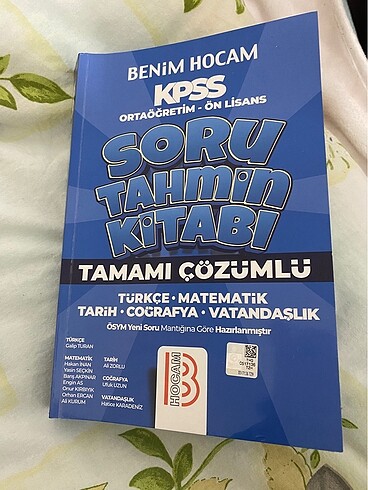 BENİM HOCAM
KPSS
ORTAÖĞRETİM - ÖN LİSANS
SORU
TAHMİN
KİTABI
TAMAMI ÇÖZÜMLÜ
TÜRKÇE • MATEMATİK
TARİH • COĞRAFYA • VATANDAŞLIK
ÖSYM Yeni Soru Mantığına Göre Hazırlanmıştır
TÜRKÇE
Galip TURAN
MATEMATİK
Hakan İNAN
Yasin SEÇKİN
Barış AKPINAR
Engin AS
Onur KIRBIYIK
Orhan ERCAN
Ali KURUM
TARİH
Ali ZORLU
COĞRAFYA
Ufuk UZUN
VATANDAŞLIK
Hatice KARADENİZ
B
HOCAM